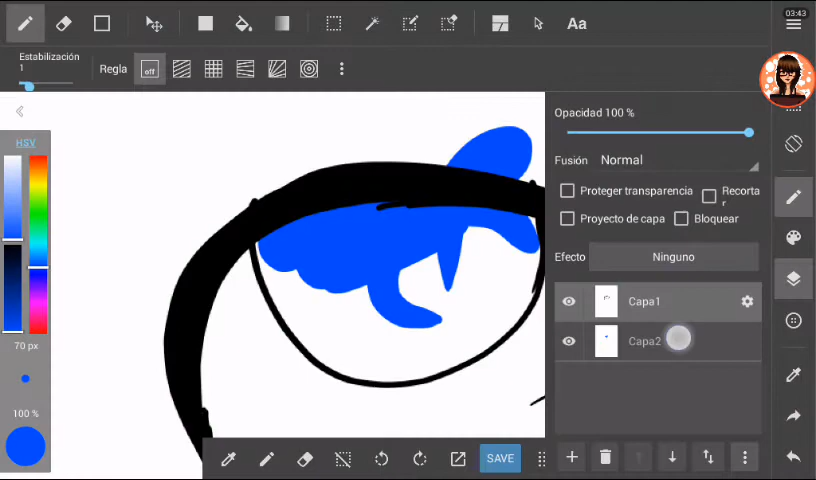 Aa
03:43
Estabilización
1
Regla
off
HSV
70 px
100 %
Opacidad 100 %
Fusión Normal
Proteger transparencia
Recorta
r
Proyecto de capa
Bloquear
Efecto Ninguno
Capa1
Capa2
SAVE